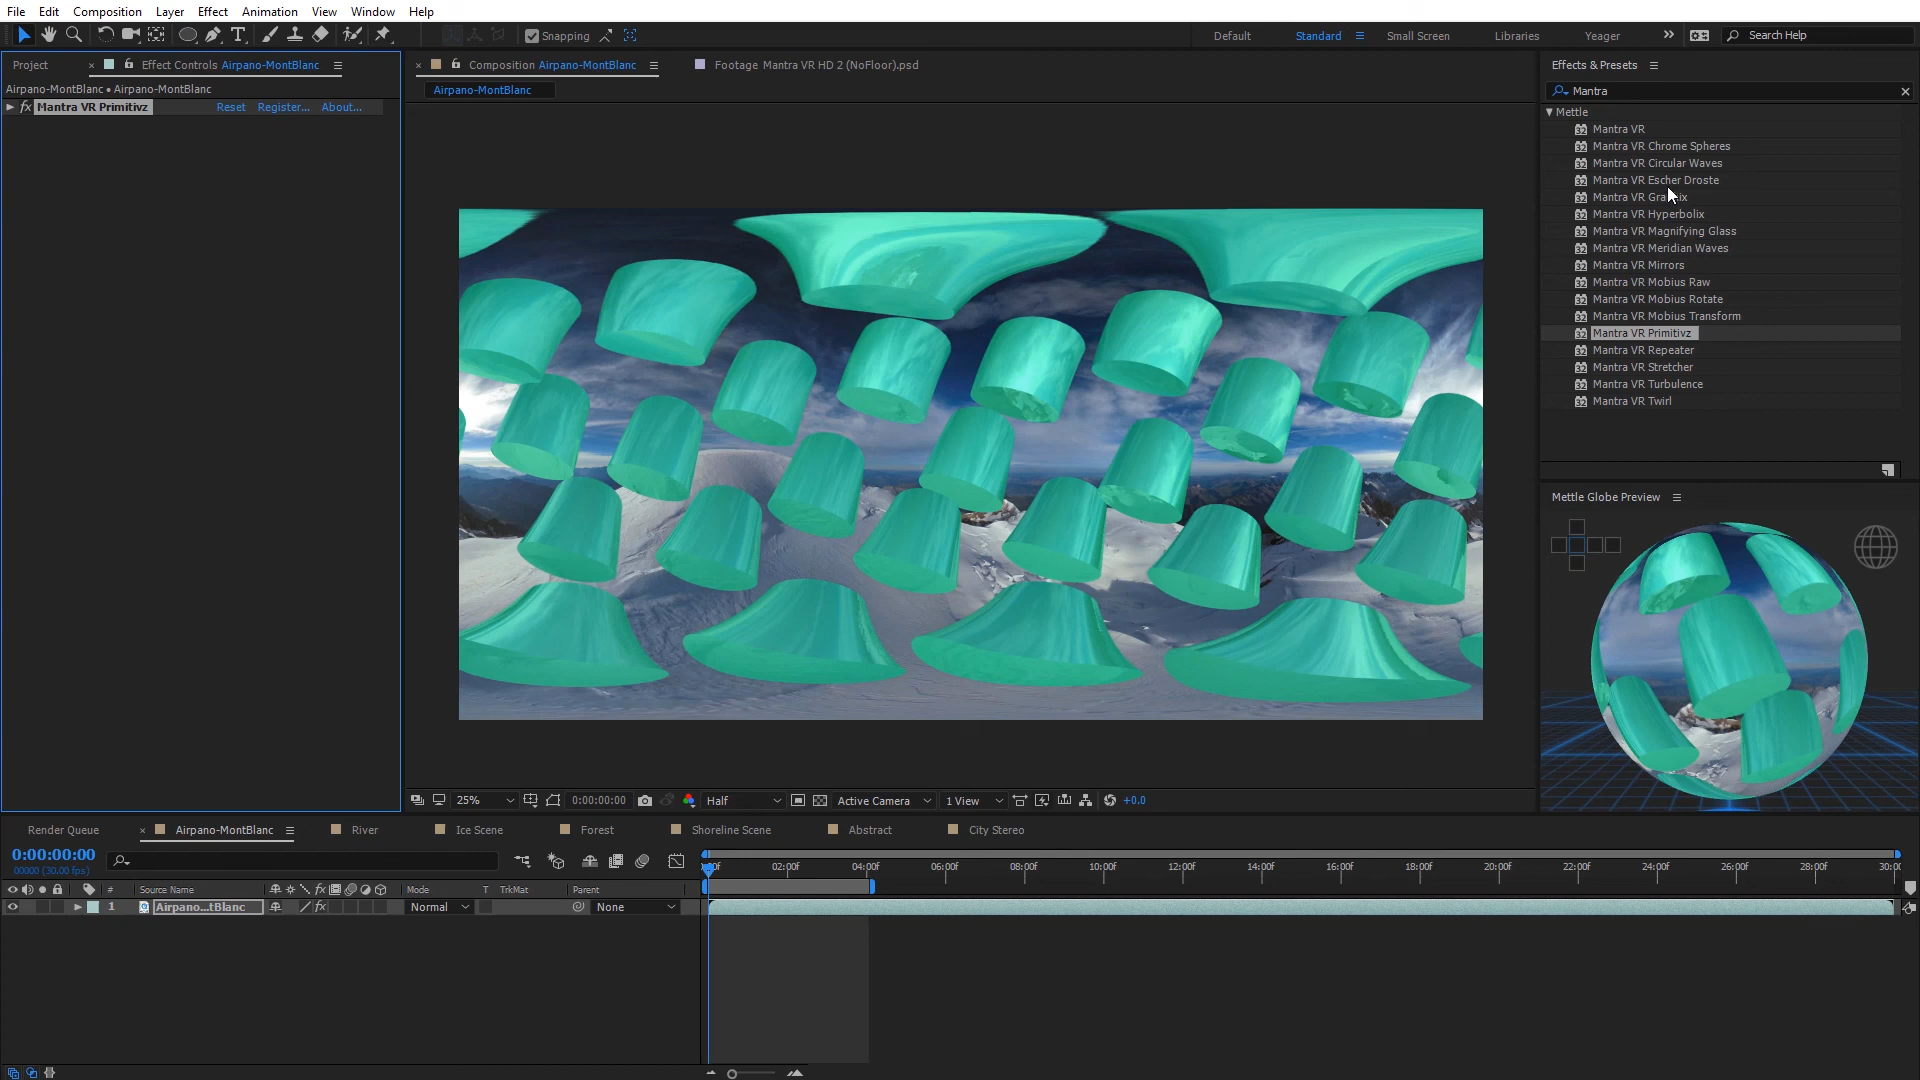 File Edit Composition Layer Effect Animation View Window Help
Snapping Default Standard Small Screen Libraries Yeager Search Help
Project Effect Controls Airpano-MontBlanc
Airpano-MontBlanc • Airpano-MontBlanc
fx Mantra VR Primitivz Reset Register... About...
Composition Airpano-MontBlanc Footage Mantra VR HD 2 (NoFloor).psd
Airpano-MontBlanc
25% 0:00:00:00 Half Active Camera 1 View +0.0
Effects & Presets
Mantra
Mettle
Mantra VR
Mantra VR Chrome Spheres
Mantra VR Circular Waves
Mantra VR Escher Droste
Mantra VR Hyperbolix
Mantra VR Magnifying Glass
Mantra VR Meridian Waves
Mantra VR Mirrors
Mantra VR Mobius Raw
Mantra VR Mobius Rotate
Mantra VR Mobius Transform
Mantra VR Primitivz
Mantra VR Repeater
Mantra VR Stretcher
Mantra VR Turbulence
Mantra VR Twirl
Mettle Globe Preview
Render Queue Airpano-MontBlanc River Ice Scene Forest Shoreline Scene Abstract City Stereo
0:00:00:00
00000 (30.00 fps)
02:00f 04:00f 06:00f 08:00f 10:00f 12:00f 14:00f 16:00f 18:00f 20:00f 22:00f 24:00f 26:00f 28:00f
# Source Name fx Mode T TrkMat Parent
1 Airpano...tBlanc fx Normal None